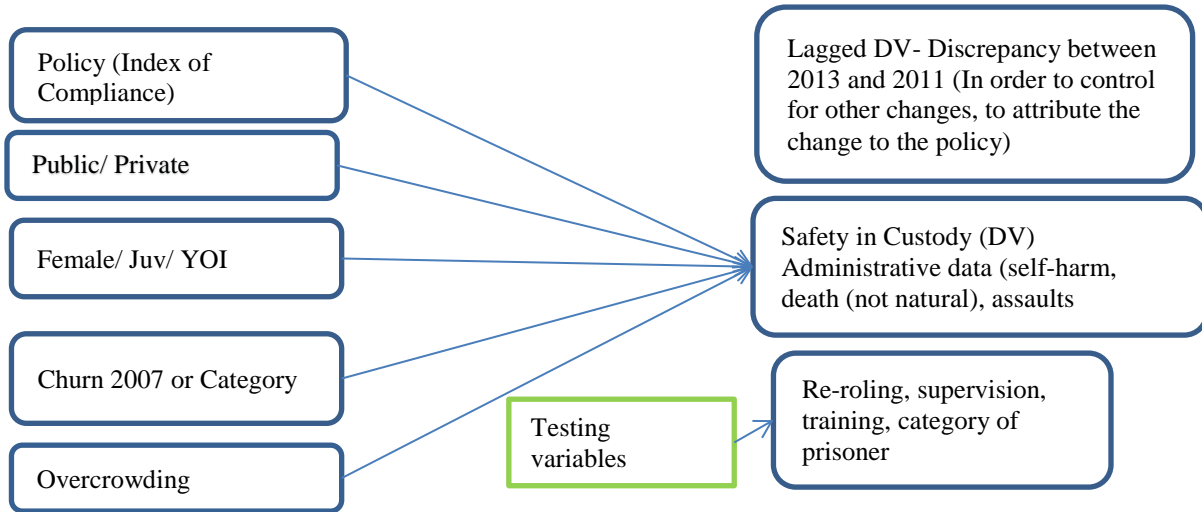 Policy (Index of
Compliance)
Public/ Private
Female/ Juv/ YOI
Churn 2007 or Category
Overcrowding
Lagged DV- Discrepancy between
2013 and 2011 (In order to control
for other changes, to attribute the
change to the policy)
Safety in Custody (DV)
Administrative data (self-harm,
death (not natural), assaults
Testing
variables
Re-roling, supervision,
training, category of
prisoner